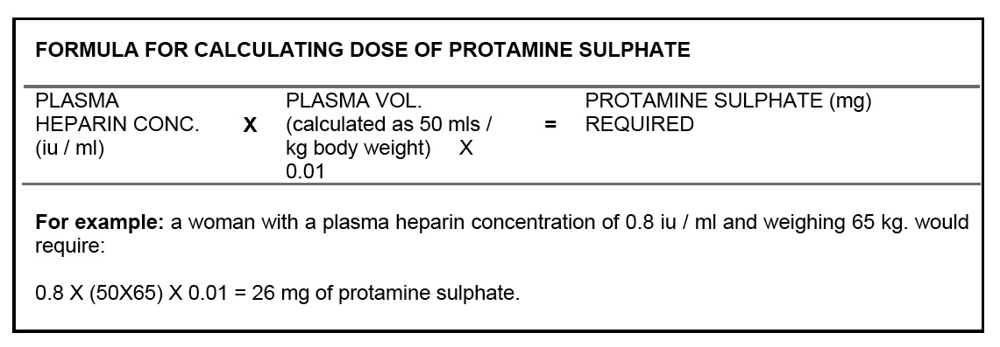 FORMULA FOR CALCULATING DOSE OF PROTAMINE SULPHATE
PLASMA
HEPARIN CONC.
(iu / ml)
X
PLASMA VOL.
(calculated as 50 mls /
kg body weight) X
0.01
=
PROTAMINE SULPHATE (mg)
REQUIRED
For example: a woman with a plasma heparin concentration of 0.8 iu / ml and weighing 65 kg. would
require:
0.8 X (50X65) X 0.01 = 26 mg of protamine sulphate.